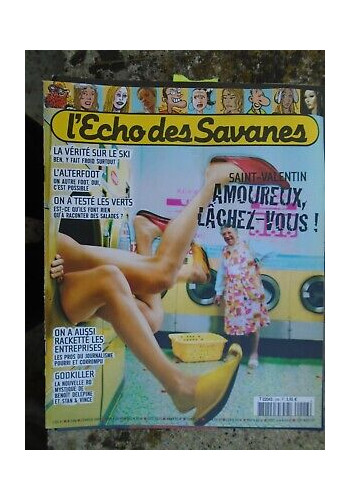 l'Echo des Savanes
LA VÉRITÉ SUR LE SKI
BEN, Y FAIT FROID SURTOUT
L'ALTERFOOT
UN AUTRE FOOT, OUI,
C'EST POSSIBLE
ON A TESTÉ LES VERTS
EST-CE QU'ILS FONT RIEN
QU'À RACONTER DES SALADES ?
SAINT-VALENTIN
AMOUREUX,
LÂCHEZ-VOUS !
ON A AUSSI
RACKETTÉ LES
ENTREPRISES
LES PROS DU JOURNALISME
POURRI ET CORROMPU
GODKILLER
LA NOUVELLE BD
MYSTIQUE DE
BENOÎT DELÉPINE
ET STAN & VINCE